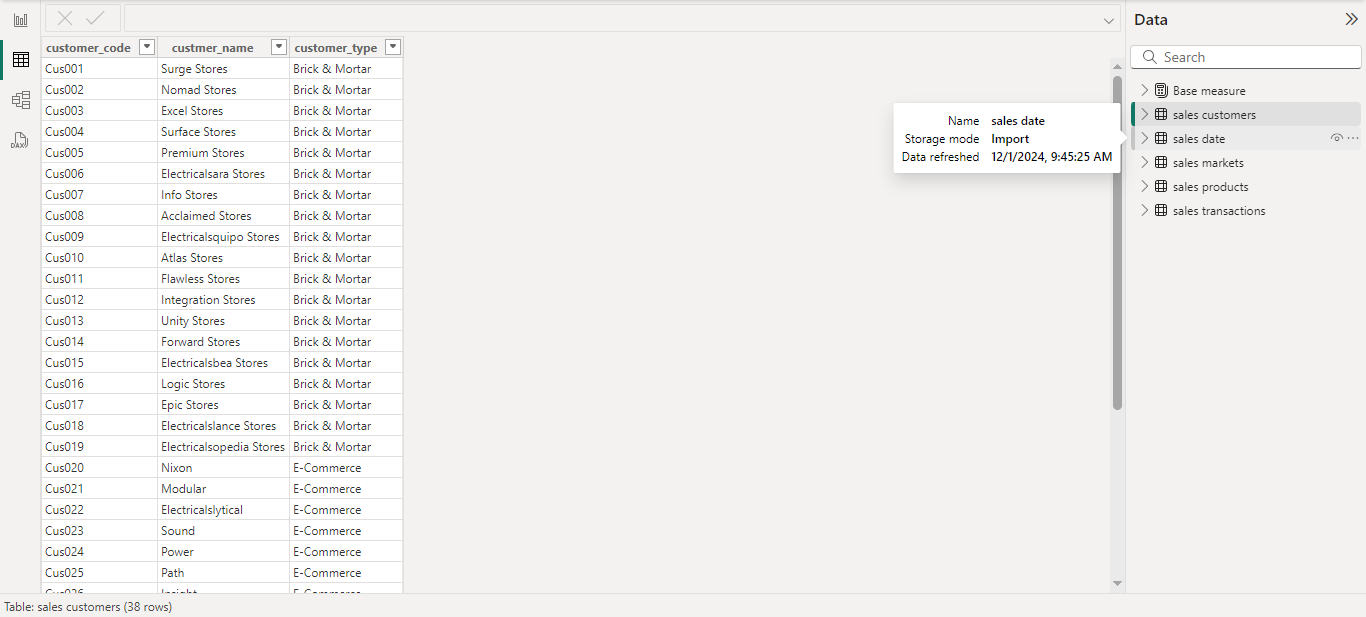 Data
Search
customer_code custmer_name customer_type
Cus001 Surge Stores Brick & Mortar
Cus002 Nomad Stores Brick & Mortar
Cus003 Excel Stores Brick & Mortar
Cus004 Surface Stores Brick & Mortar
Cus005 Premium Stores Brick & Mortar
Cus006 Electricalsara Stores Brick & Mortar
Cus007 Info Stores Brick & Mortar
Cus008 Acclaimed Stores Brick & Mortar
Cus009 Electricalsquipo Stores Brick & Mortar
Cus010 Atlas Stores Brick & Mortar
Cus011 Flawless Stores Brick & Mortar
Cus012 Integration Stores Brick & Mortar
Cus013 Unity Stores Brick & Mortar
Cus014 Forward Stores Brick & Mortar
Cus015 Electricalsbea Stores Brick & Mortar
Cus016 Logic Stores Brick & Mortar
Cus017 Epic Stores Brick & Mortar
Cus018 Electricalslance Stores Brick & Mortar
Cus019 Electricalsopedia Stores Brick & Mortar
Cus020 Nixon E-Commerce
Cus021 Modular E-Commerce
Cus022 Electricalslytical E-Commerce
Cus023 Sound E-Commerce
Cus024 Power E-Commerce
Cus025 Path E-Commerce
Cus026 Insight E-Commerce
Name sales date
Storage mode Import
Data refreshed 12/1/2024, 9:45:25 AM
Base measure
sales customers
sales date
sales markets
sales products
sales transactions
DAX
Table: sales customers (38 rows)